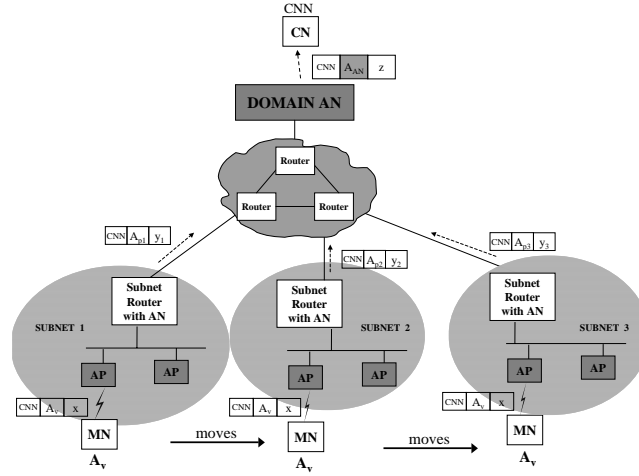 CNN
CN
CNN A_AN z
DOMAIN AN
Router
Router Router
CNN A_p1 y_1
CNN A_p2 y_2
CNN A_p3 y_3
Subnet
Router
with AN
Subnet
Router
with AN
Subnet
Router
with AN
SUBNET 1
SUBNET 2
SUBNET 3
AP AP
AP AP
AP AP
CNN A_v x
CNN A_v x
CNN A_v x
MN
MN
MN
moves
moves
A_v
A_v
A_v